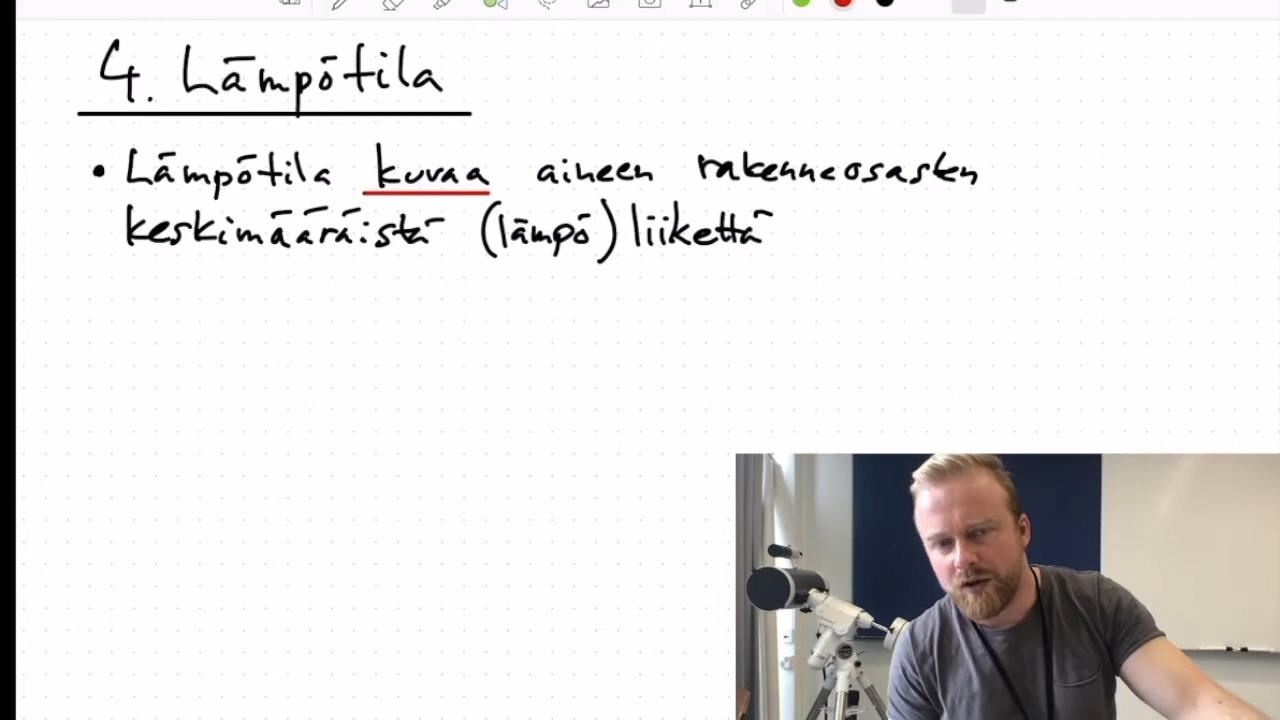 4. Lämpötila
• Lämpötila kuvaa aineen rakenneosasten
keskimääräistä (lämpö)liikettä